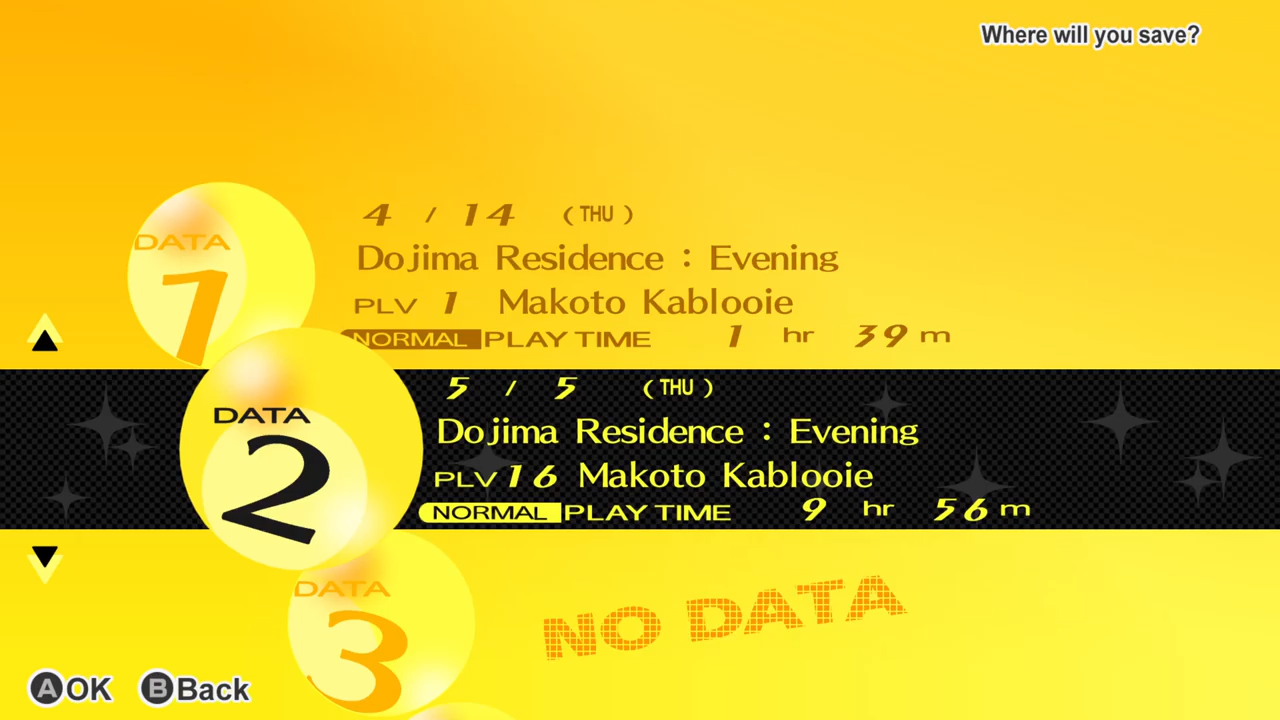 Where will you save?
DATA
1
4 / 14 (THU)
Dojima Residence : Evening
PLV 1 Makoto Kablooie
NORMAL PLAY TIME 1 hr 39 m
DATA
2
5 / 5 (THU)
Dojima Residence : Evening
PLV 16 Makoto Kablooie
NORMAL PLAY TIME 9 hr 56 m
DATA
3
NO DATA
A OK B Back